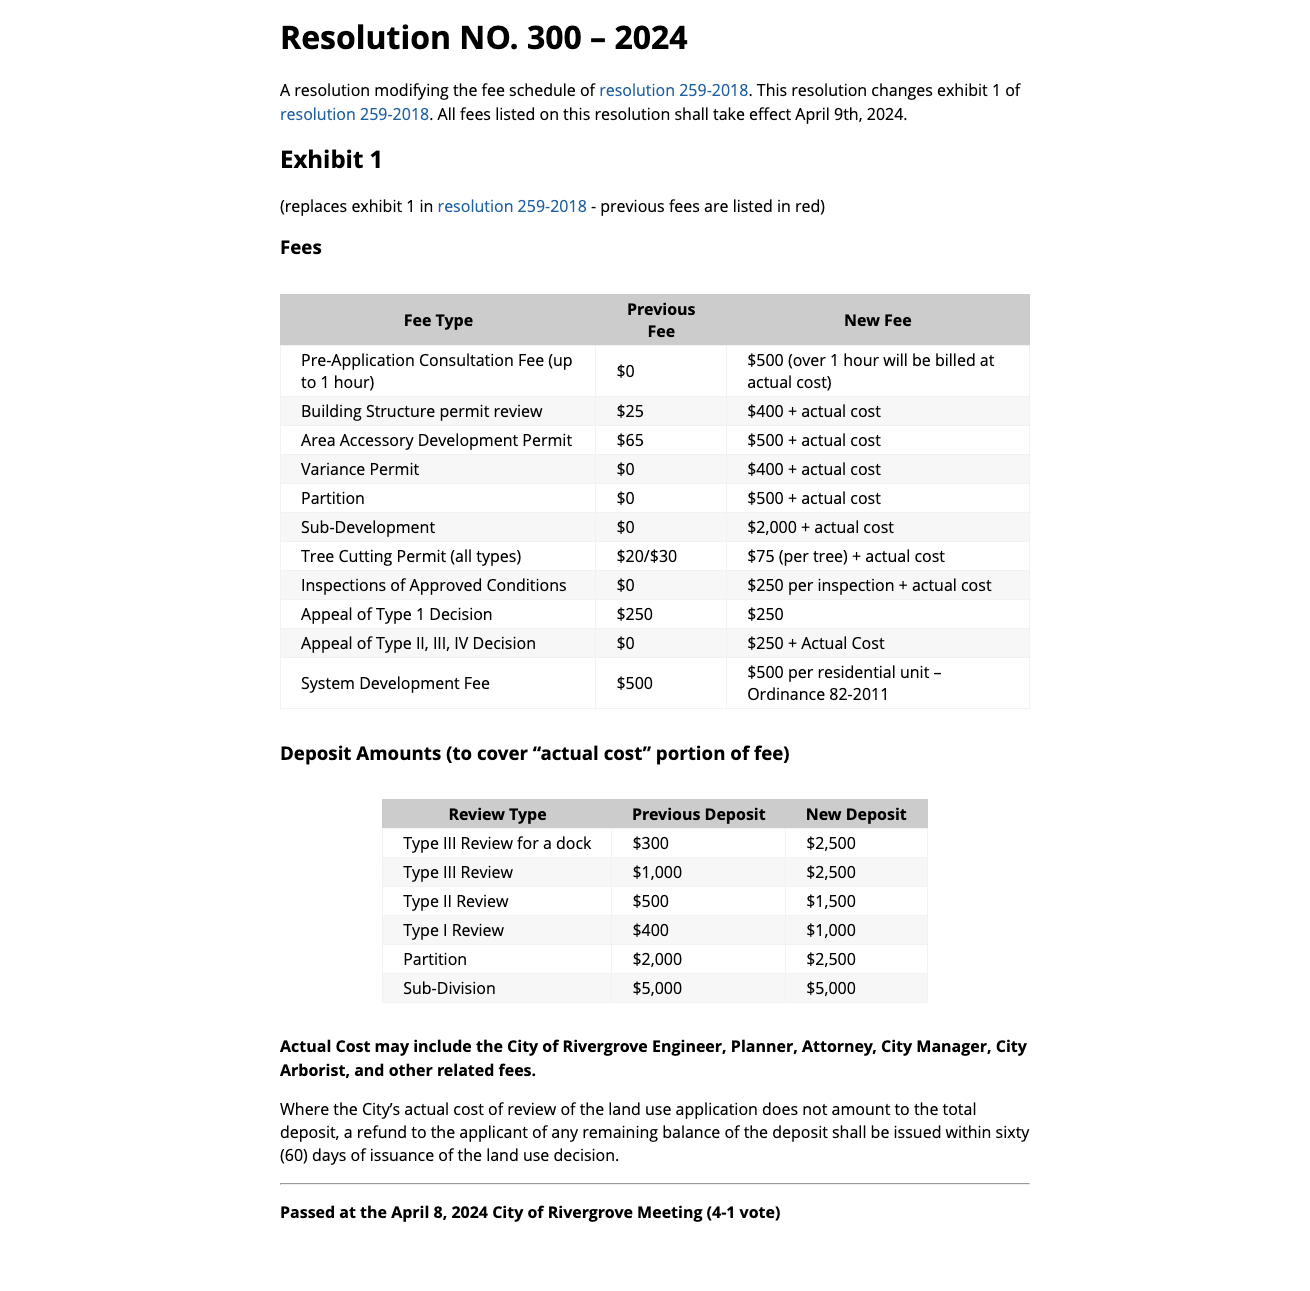 Resolution NO. 300 – 2024
A resolution modifying the fee schedule of resolution 259-2018. This resolution changes exhibit 1 of
resolution 259-2018. All fees listed on this resolution shall take effect April 9th, 2024.
Exhibit 1
(replaces exhibit 1 in resolution 259-2018 - previous fees are listed in red)
Fees
Fee Type Previous Fee New Fee
Pre-Application Consultation Fee (up to 1 hour) $0 $500 (over 1 hour will be billed at actual cost)
Building Structure permit review $25 $400 + actual cost
Area Accessory Development Permit $65 $500 + actual cost
Variance Permit $0 $400 + actual cost
Partition $0 $500 + actual cost
Sub-Development $0 $2,000 + actual cost
Tree Cutting Permit (all types) $20/$30 $75 (per tree) + actual cost
Inspections of Approved Conditions $0 $250 per inspection + actual cost
Appeal of Type 1 Decision $250 $250
Appeal of Type II, III, IV Decision $0 $250 + Actual Cost
System Development Fee $500 $500 per residential unit – Ordinance 82-2011
Deposit Amounts (to cover “actual cost” portion of fee)
Review Type Previous Deposit New Deposit
Type III Review for a dock $300 $2,500
Type III Review $1,000 $2,500
Type II Review $500 $1,500
Type I Review $400 $1,000
Partition $2,000 $2,500
Sub-Division $5,000 $5,000
Actual Cost may include the City of Rivergrove Engineer, Planner, Attorney, City Manager, City
Arborist, and other related fees.
Where the City’s actual cost of review of the land use application does not amount to the total
deposit, a refund to the applicant of any remaining balance of the deposit shall be issued within sixty
(60) days of issuance of the land use decision.
Passed at the April 8, 2024 City of Rivergrove Meeting (4-1 vote)